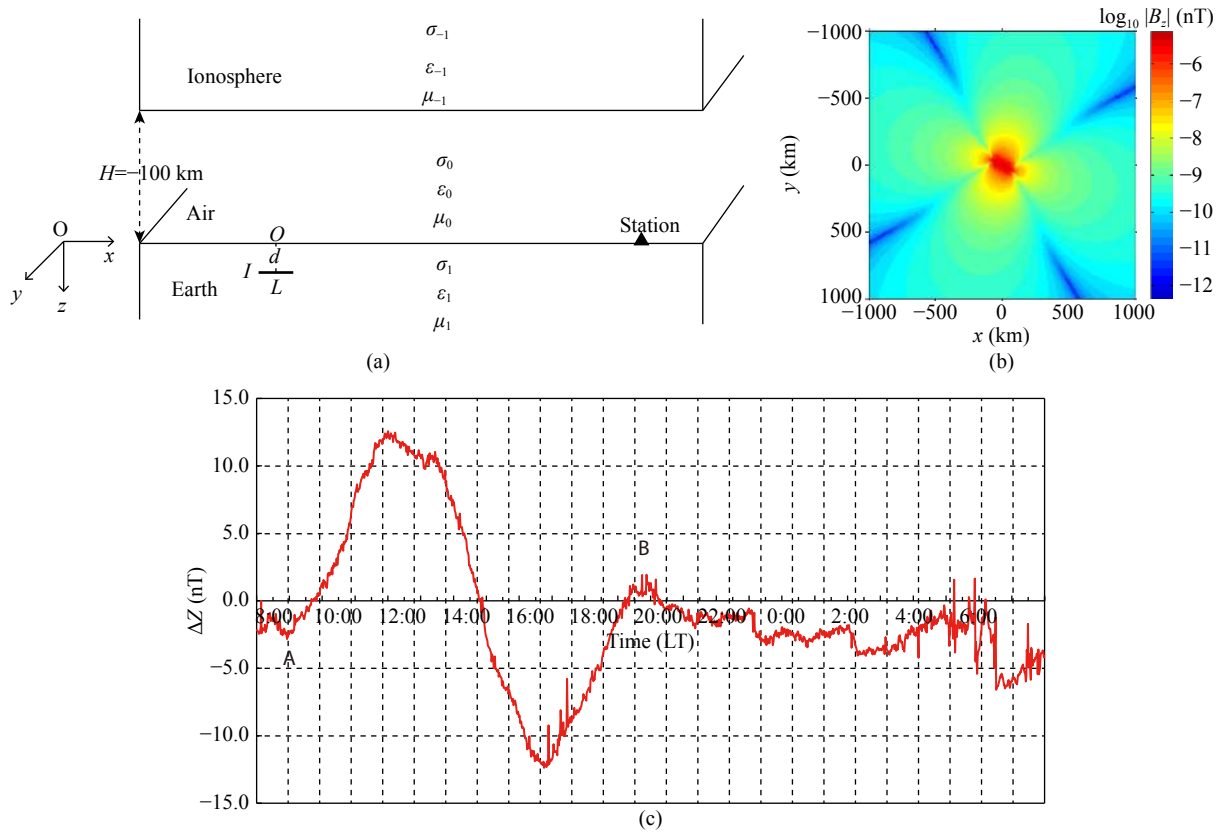 σ−1
Ionosphere
ε−1
μ−1
H=−100 km
σ0
ε0
Air
μ0
Station
O
x
y
z
O
d
I
L
Earth
σ1
ε1
μ1
(a)
log10 |Bz| (nT)
−1000
−500
0
500
1000
y (km)
−1000
−500
0
500
1000
x (km)
−6
−7
−8
−9
−10
−11
−12
(b)
15.0
10.0
5.0
0.0
−5.0
−10.0
−15.0
ΔZ (nT)
A
B
8:00 10:00 12:00 14:00 16:00 18:00 20:00 22:00 0:00 2:00 4:00 6:00
Time (LT)
(c)